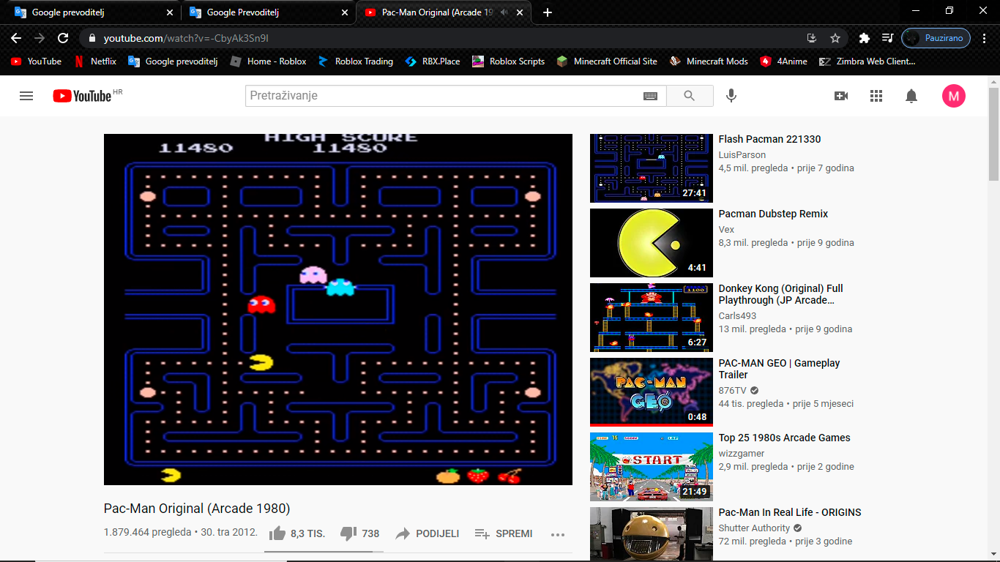 Google prevoditelj
Google Prevoditelj
Pac-Man Original (Arcade 19
youtube.com/watch?v=-CbyAk3Sn9I
Pauzirano
YouTube
Netflix
Google prevoditelj
Home - Roblox
Roblox Trading
RBX.Place
Roblox Scripts
Minecraft Official Site
Minecraft Mods
4Anime
Zimbra Web Client...
YouTube HR
Pretraživanje
M
HIGH SCORE
11480 11480
Pac-Man Original (Arcade 1980)
1.879.464 pregleda • 30. tra 2012.
8,3 TIS.
738
PODIJELI
SPREMI
27:41
Flash Pacman 221330
LuisParson
4,5 mil. pregleda • prije 7 godina
4:41
Pacman Dubstep Remix
Vex
8,3 mil. pregleda • prije 9 godina
1100
6:27
Donkey Kong (Original) Full
Playthrough (JP Arcade...
Carls493
13 mil. pregleda • prije 9 godina
PAC-MAN
GEO
0:48
PAC-MAN GEO | Gameplay
Trailer
876TV
44 tis. pregleda • prije 5 mjeseci
START
21:49
Top 25 1980s Arcade Games
wizzgamer
2,9 mil. pregleda • prije 2 godine
Pac-Man In Real Life - ORIGINS
Shutter Authority
72 mil. pregleda • prije 3 godine